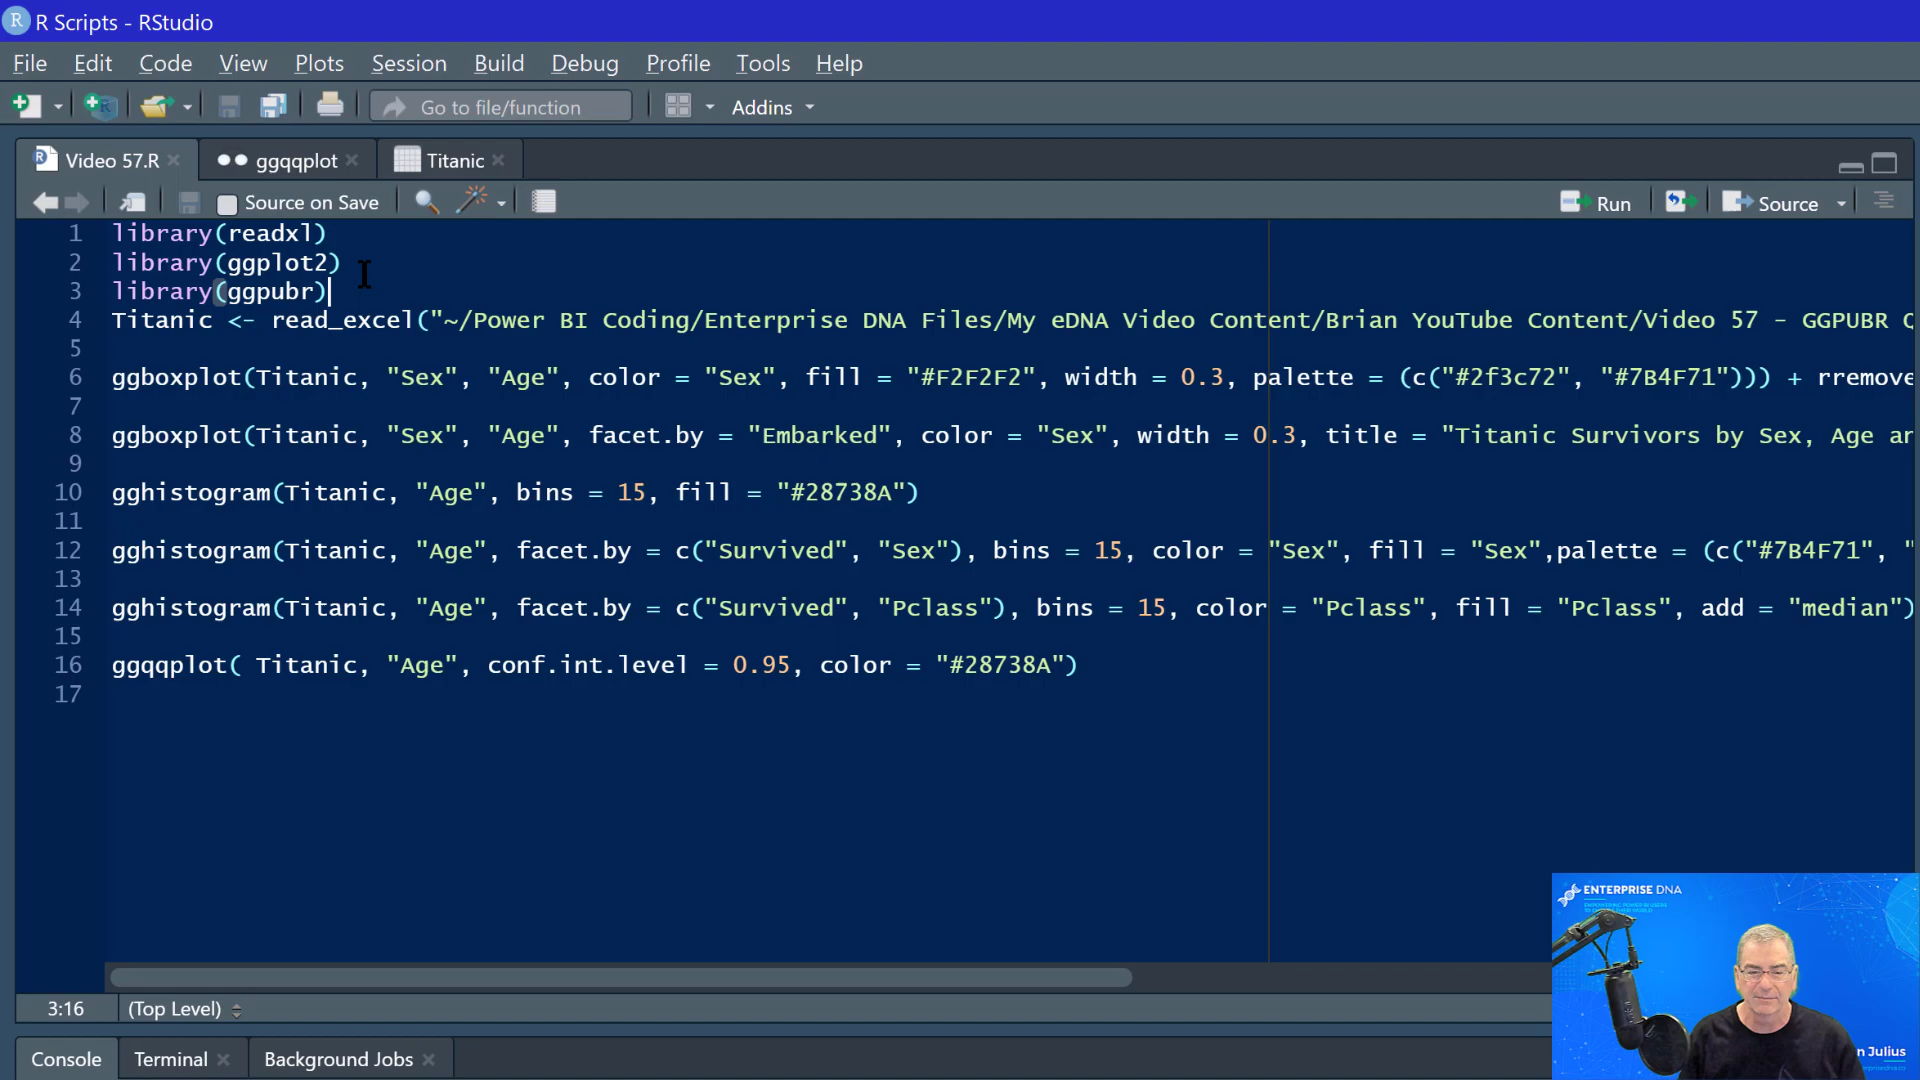 R R Scripts - RStudio
File Edit Code View Plots Session Build Debug Profile Tools Help
Go to file/function Addins
Video 57.R ggqqplot Titanic
Source on Save Run Source
1 library(readxl)
2 library(ggplot2)
3 library(ggpubr)
4 Titanic <- read_excel("~/Power BI Coding/Enterprise DNA Files/My eDNA Video Content/Brian YouTube Content/Video 57 - GGPUBR Q
5
6 ggboxplot(Titanic, "Sex", "Age", color = "Sex", fill = "#F2F2F2", width = 0.3, palette = (c("#2f3c72", "#7B4F71"))) + rremove
7
8 ggboxplot(Titanic, "Sex", "Age", facet.by = "Embarked", color = "Sex", width = 0.3, title = "Titanic Survivors by Sex, Age an
9
10 gghistogram(Titanic, "Age", bins = 15, fill = "#28738A")
11
12 gghistogram(Titanic, "Age", facet.by = c("Survived", "Sex"), bins = 15, color = "Sex", fill = "Sex",palette = (c("#7B4F71", "
13
14 gghistogram(Titanic, "Age", facet.by = c("Survived", "Pclass"), bins = 15, color = "Pclass", fill = "Pclass", add = "median")
15
16 ggqqplot( Titanic, "Age", conf.int.level = 0.95, color = "#28738A")
17
ENTERPRISE DNA
EMPOWERING POWER BI USERS
n Julius
3:16 (Top Level)
Console Terminal Background Jobs